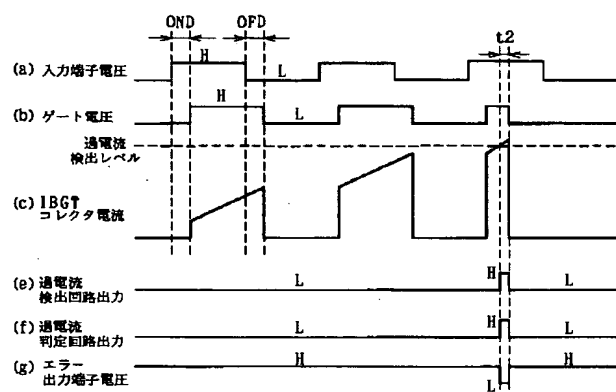 OND OFD t2
H
(a) 入力端子電圧 L
H
(b) ゲート電圧 L
過電流
検出レベル
(c) IBGT
コレクタ電流
(e) 過電流 H
検出回路出力 L L
(f) 過電流 H
判定回路出力 L L
(g) エラー H H
出力端子電圧 L